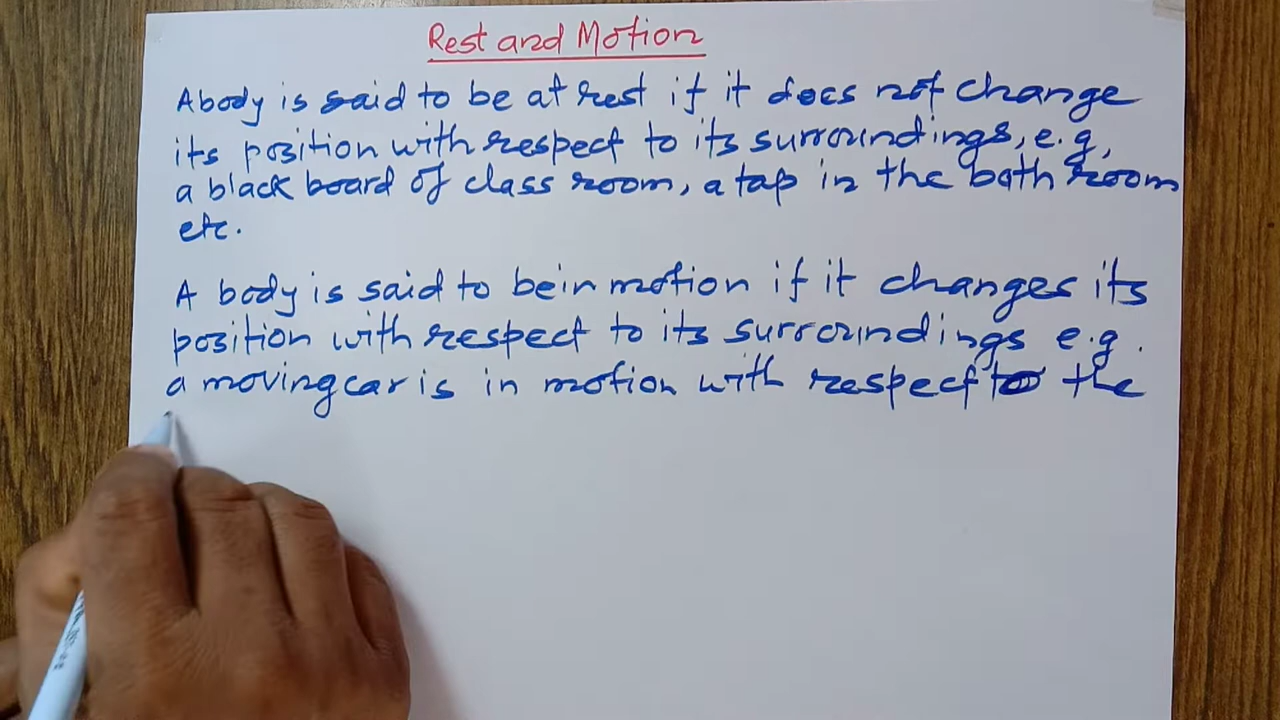 Rest and Motion
A body is said to be at rest if it does not change
its position with respect to its surroundings, e.g,
a black board of class room, a tap in the bath room
etc.
A body is said to be in motion if it changes its
position with respect to its surroundings e.g.
a moving car is in motion with respect to the